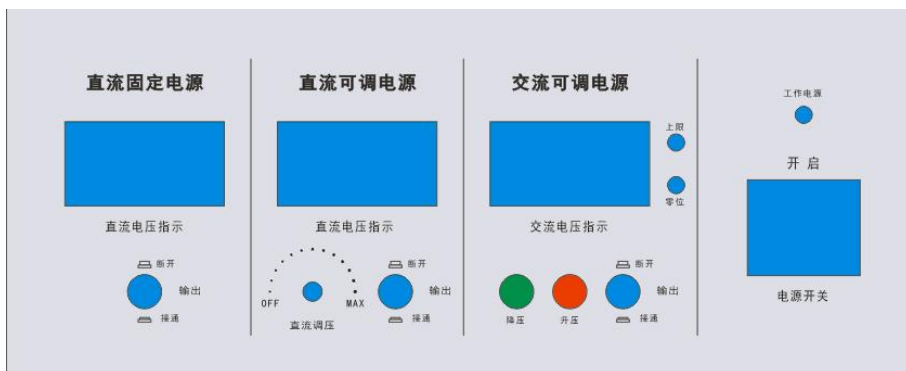 直流固定电源
直流电压指示
断开
输出
接通
直流可调电源
直流电压指示
OFF
MAX
直流调压
断开
输出
接通
交流可调电源
上限
零位
交流电压指示
降压
升压
断开
输出
接通
工作电源
开启
电源开关